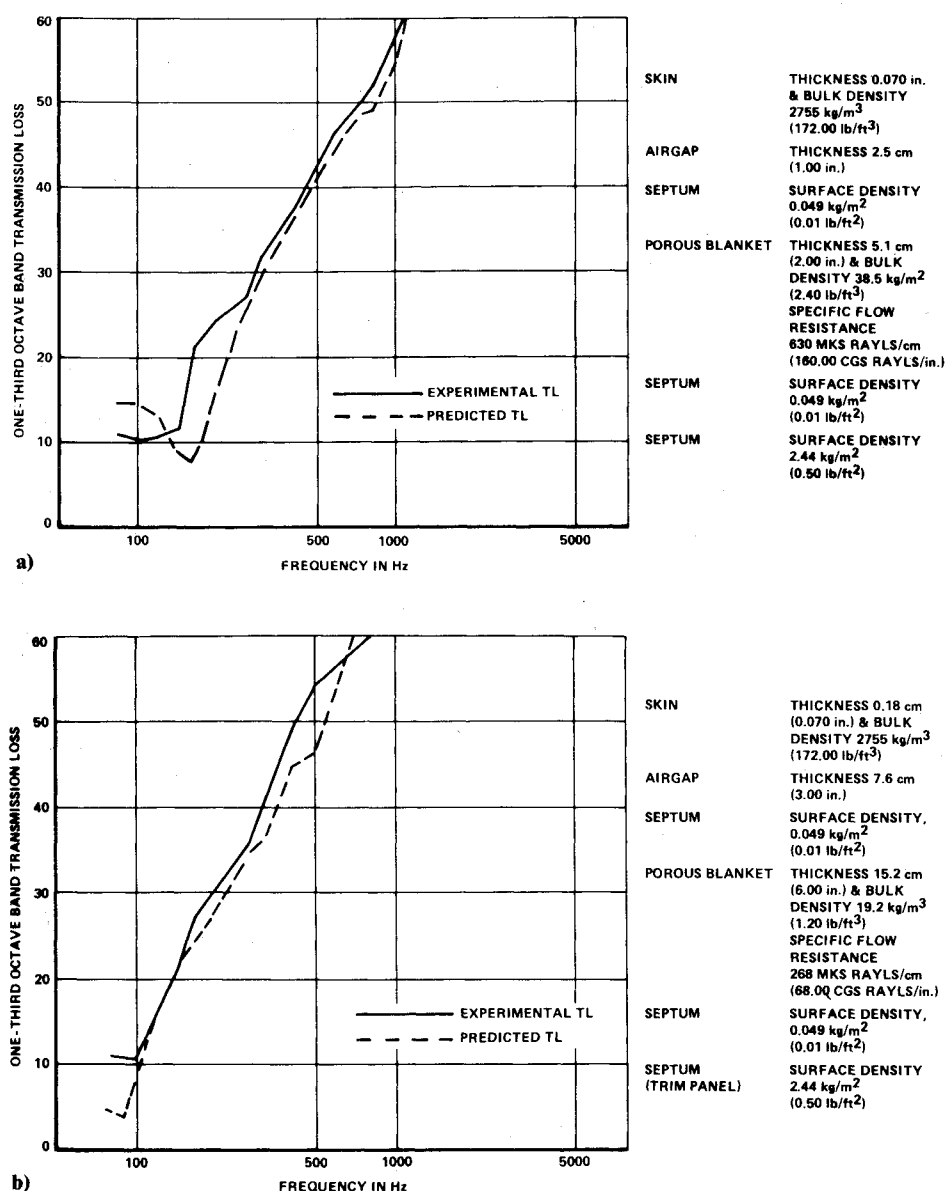 ONE-THIRD OCTAVE BAND TRANSMISSION LOSS
60
50
40
30
20
10
0
EXPERIMENTAL TL
PREDICTED TL
100
500
1000
5000
a)
FREQUENCY IN Hz
SKIN
THICKNESS 0.070 in.
& BULK DENSITY
2755 kg/m³
(172.00 lb/ft³)
AIRGAP
THICKNESS 2.5 cm
(1.00 in.)
SEPTUM
SURFACE DENSITY
0.049 kg/m²
(0.01 lb/ft²)
POROUS BLANKET
THICKNESS 5.1 cm
(2.00 in.) & BULK
DENSITY 38.5 kg/m²
(2.40 lb/ft³)
SPECIFIC FLOW
RESISTANCE
630 MKS RAYLS/cm
(160.00 CGS RAYLS/in.)
SEPTUM
SURFACE DENSITY
0.049 kg/m²
(0.01 lb/ft²)
SEPTUM
SURFACE DENSITY
2.44 kg/m²
(0.50 lb/ft²)
ONE-THIRD OCTAVE BAND TRANSMISSION LOSS
60
50
40
30
20
10
0
EXPERIMENTAL TL
PREDICTED TL
100
500
1000
5000
b)
FREQUENCY IN Hz
SKIN
THICKNESS 0.18 cm
(0.070 in.) & BULK
DENSITY 2755 kg/m³
(172.00 lb/ft³)
AIRGAP
THICKNESS 7.6 cm
(3.00 in.)
SEPTUM
SURFACE DENSITY,
0.049 kg/m²
(0.01 lb/ft²)
POROUS BLANKET
THICKNESS 15.2 cm
(6.00 in.) & BULK
DENSITY 19.2 kg/m³
(1.20 lb/ft³)
SPECIFIC FLOW
RESISTANCE
268 MKS RAYLS/cm
(68.00 CGS RAYLS/in.)
SEPTUM
SURFACE DENSITY,
0.049 kg/m²
(0.01 lb/ft²)
SEPTUM
(TRIM PANEL)
SURFACE DENSITY
2.44 kg/m²
(0.50 lb/ft²)